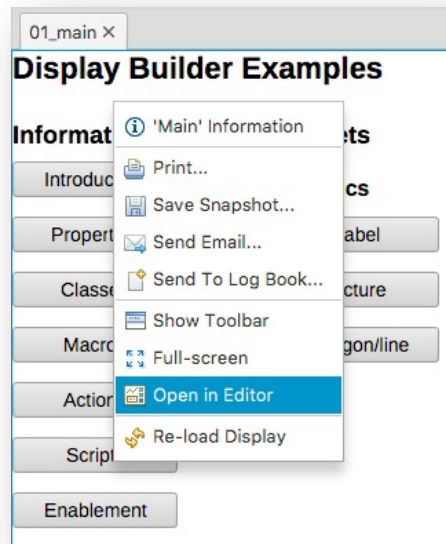 01_main ×
Display Builder Examples
Informat
ets
Introduc
cs
Propert
abel
Classe
cture
Macro
gon/line
Action
Script
Enablement
'Main' Information
Print...
Save Snapshot...
Send Email...
Send To Log Book...
Show Toolbar
Full-screen
Open in Editor
Re-load Display